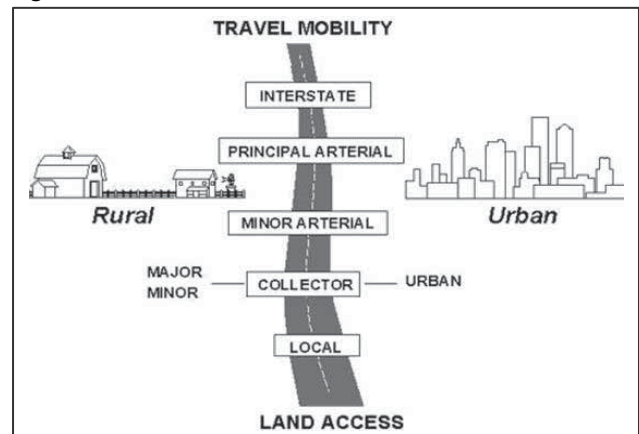 TRAVEL MOBILITY
INTERSTATE
PRINCIPAL ARTERIAL
Rural
Urban
MINOR ARTERIAL
MAJOR
MINOR
COLLECTOR
URBAN
LOCAL
LAND ACCESS